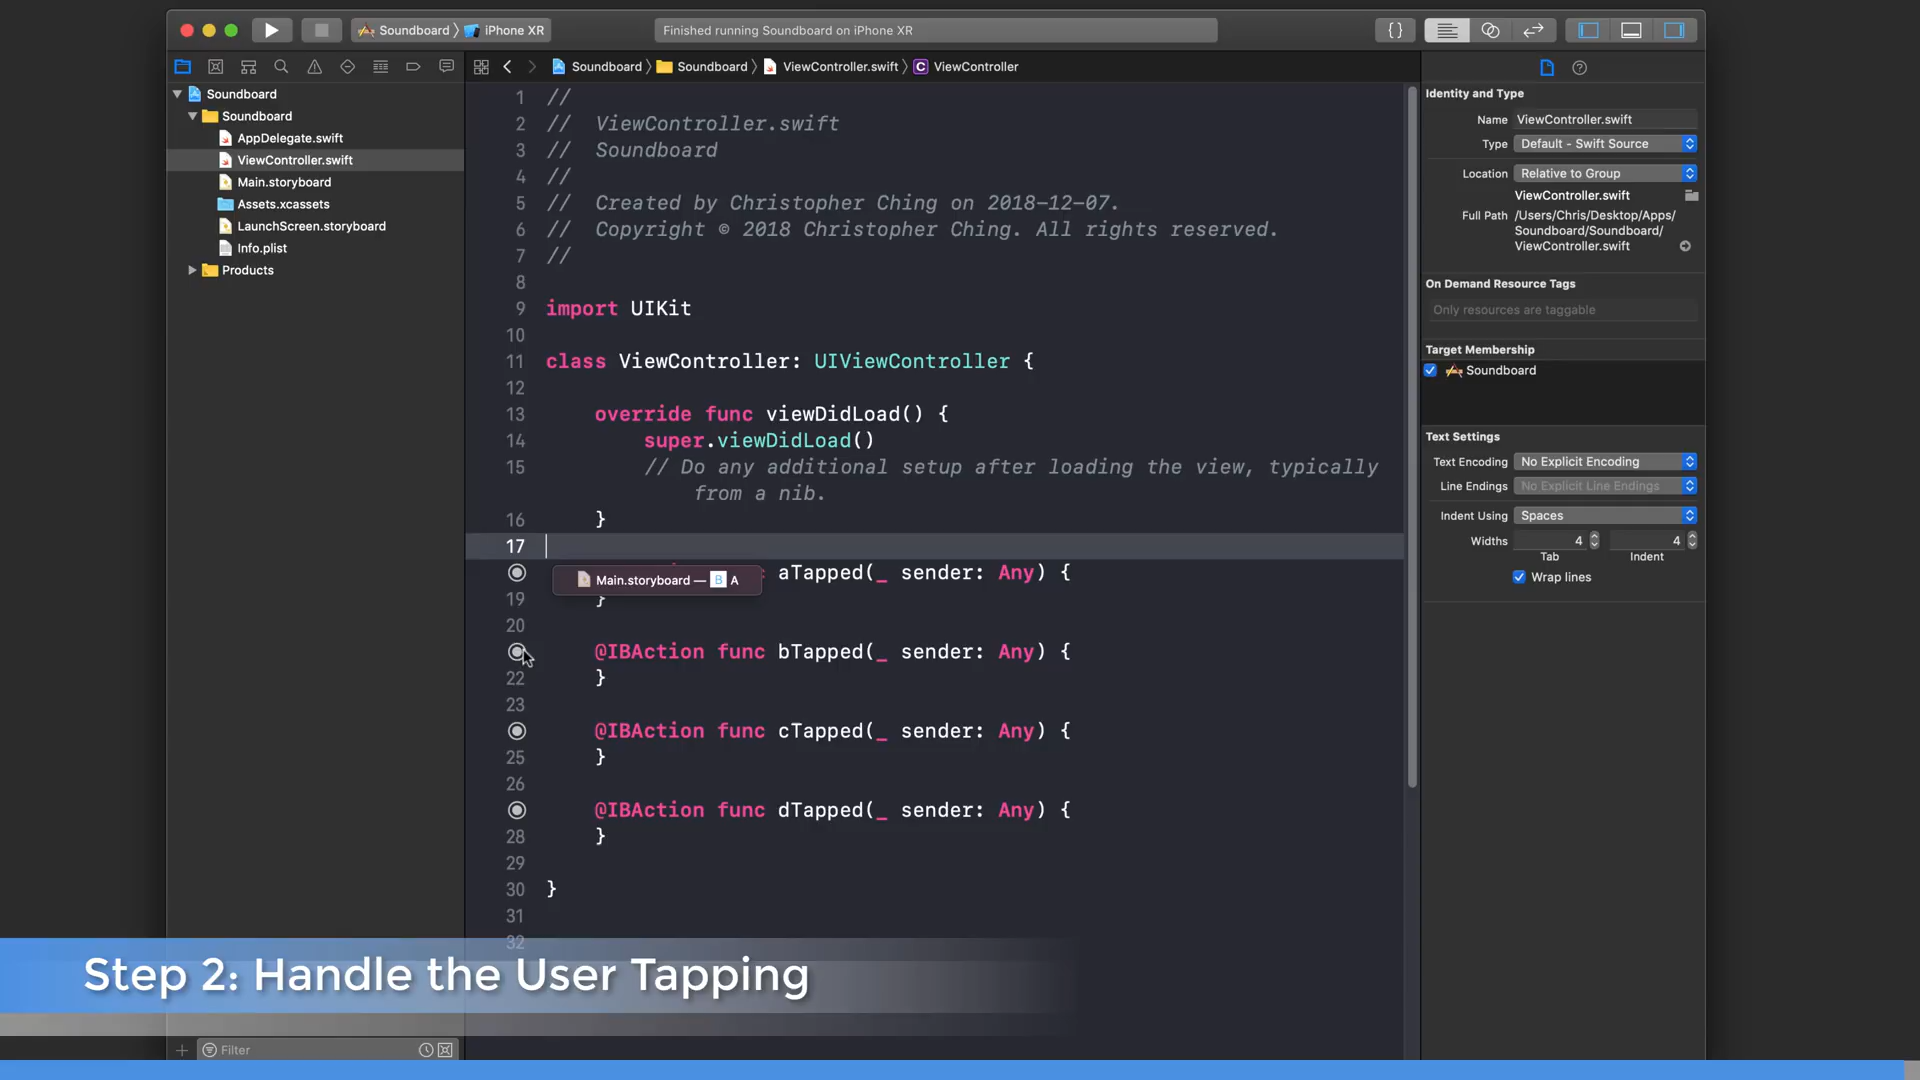 Soundboard
iPhone XR
Finished running Soundboard on iPhone XR
{}
Soundboard
Soundboard
ViewController.swift
C
ViewController
Soundboard
Soundboard
AppDelegate.swift
ViewController.swift
Main.storyboard
Assets.xcassets
LaunchScreen.storyboard
Info.plist
Products
1 //
2 // ViewController.swift
3 // Soundboard
4 //
5 // Created by Christopher Ching on 2018-12-07.
6 // Copyright © 2018 Christopher Ching. All rights reserved.
7 //
8
9 import UIKit
10
11 class ViewController: UIViewController {
12
13 override func viewDidLoad() {
14 super.viewDidLoad()
15 // Do any additional setup after loading the view, typically
from a nib.
16 }
17
aTapped(_ sender: Any) {
Main.storyboard — B A
19 }
20
@IBAction func bTapped(_ sender: Any) {
22 }
23
@IBAction func cTapped(_ sender: Any) {
25 }
26
@IBAction func dTapped(_ sender: Any) {
28 }
29
30 }
31
32
Identity and Type
Name ViewController.swift
Type Default - Swift Source
Location Relative to Group
ViewController.swift
Full Path /Users/Chris/Desktop/Apps/
Soundboard/Soundboard/
ViewController.swift
On Demand Resource Tags
Only resources are taggable
Target Membership
Soundboard
Text Settings
Text Encoding No Explicit Encoding
Line Endings No Explicit Line Endings
Indent Using Spaces
Widths 4 4
Tab Indent
Wrap lines
Step 2: Handle the User Tapping
Filter